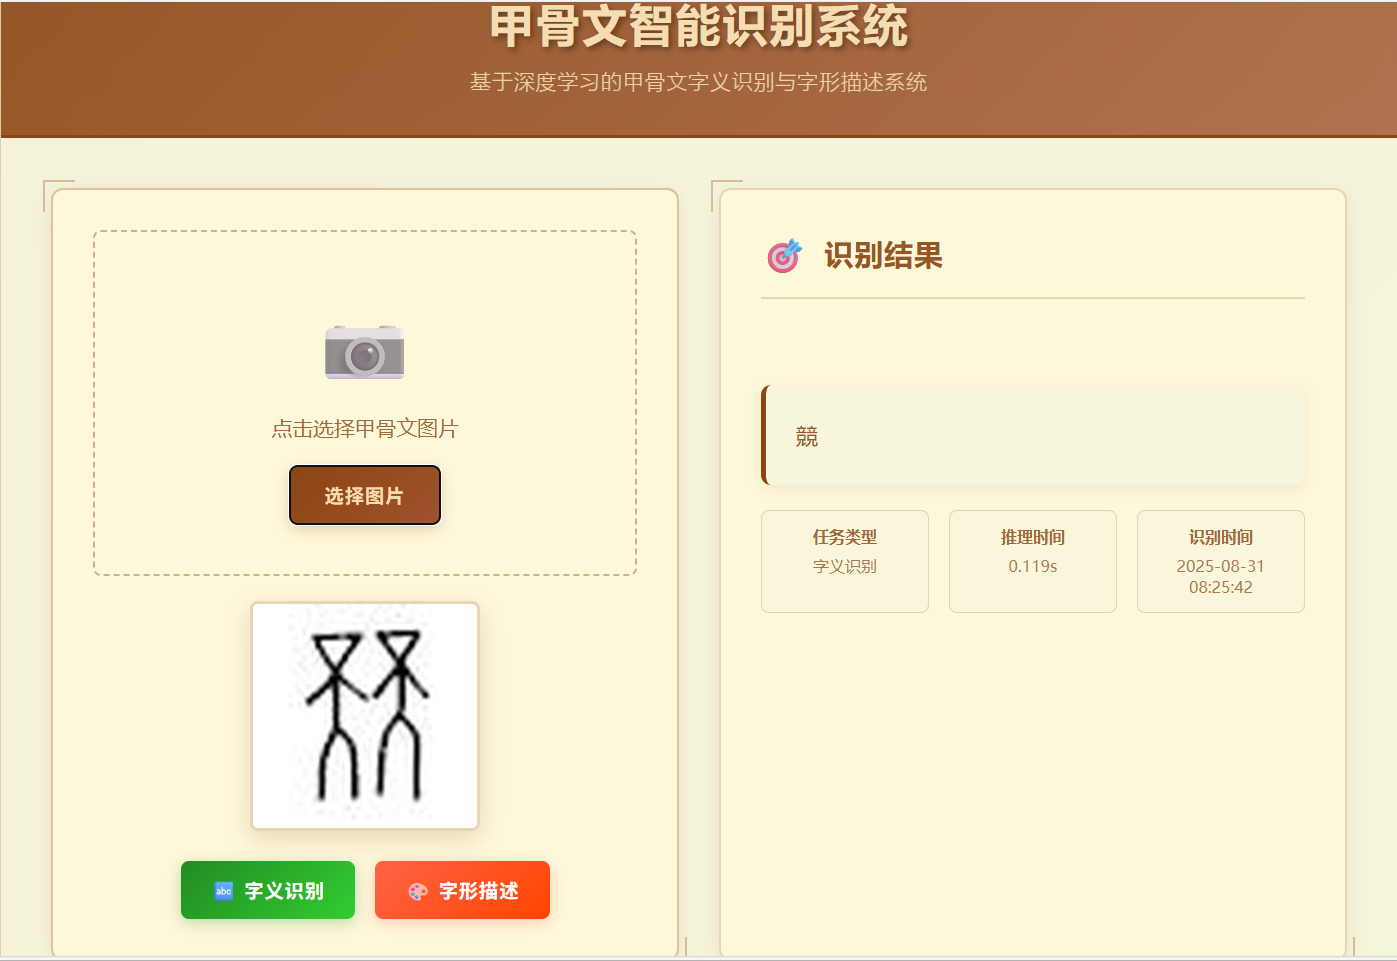 甲骨文智能识别系统
基于深度学习的甲骨文字义识别与字形描述系统
点击选择甲骨文图片
选择图片
abc 字义识别
字形描述
识别结果
競
任务类型
字义识别
推理时间
0.119s
识别时间
2025-08-31
08:25:42